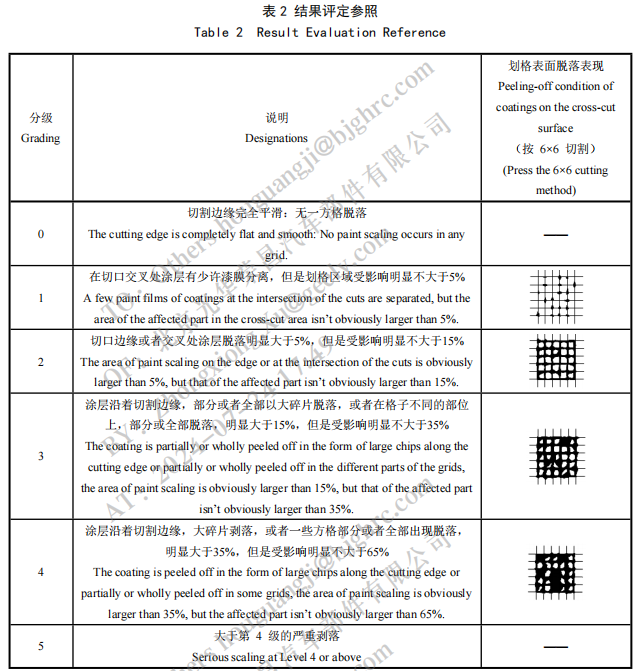 表 2 结果评定参照
Table 2 Result Evaluation Reference
分级
Grading
说明
Designations
划格表面脱落表现
Peeling-off condition of
coatings on the cross-cut
surface
（按 6×6 切割）
(Press the 6×6 cutting
method)
0
切割边缘完全平滑：无一方格脱落
The cutting edge is completely flat and smooth: No paint scaling occurs in any
grid.
——
1
在切口交叉处涂层有少许漆膜分离，但是划格区域受影响明显不大于5%
A few paint films of coatings at the intersection of the cuts are separated, but the
area of the affected part in the cross-cut area isn't obviously larger than 5%.
2
切口边缘或者交叉处涂层脱落明显大于5%，但是受影响明显不大于15%
The area of paint scaling on the edge or at the intersection of the cuts is obviously
larger than 5%, but that of the affected part isn't obviously larger than 15%.
3
涂层沿着切割边缘，部分或者全部以大碎片脱落，或者在格子不同的部位
上，部分或全部脱落，明显大于15%，但是受影响明显不大于35%
The coating is partially or wholly peeled off in the form of large chips along the
cutting edge or partially or wholly peeled off in the different parts of the grids,
the area of paint scaling is obviously larger than 15%, but that of the affected part
isn't obviously larger than 35%.
4
涂层沿着切割边缘，大碎片剥落，或者一些方格部分或者全部出现脱落，
明显大于35%，但是受影响明显不大于65%
The coating is peeled off in the form of large chips along the cutting edge or
partially or wholly peeled off in some grids, the area of paint scaling is obviously
larger than 35%, but the affected part isn't obviously larger than 65%.
5
大于第 4 级的严重剥落
Serious scaling at Level 4 or above
——
TO：Others houguangji@bjghrc.com